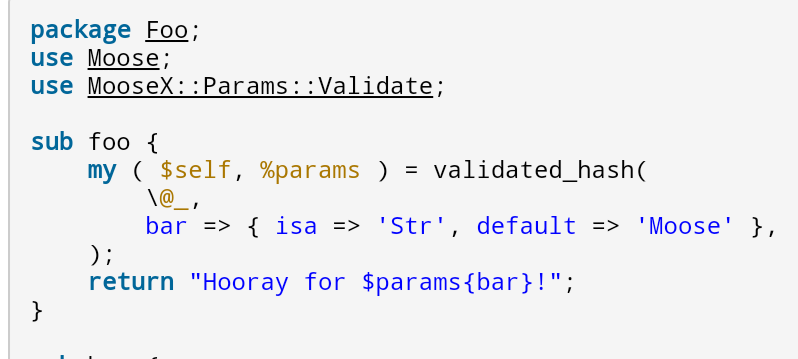 package Foo;
use Moose;
use MooseX::Params::Validate;
sub foo {
    my ( $self, %params ) = validated_hash(
        \@_,
        bar => { isa => 'Str', default => 'Moose' },
    );
    return "Hooray for $params{bar}!";
}